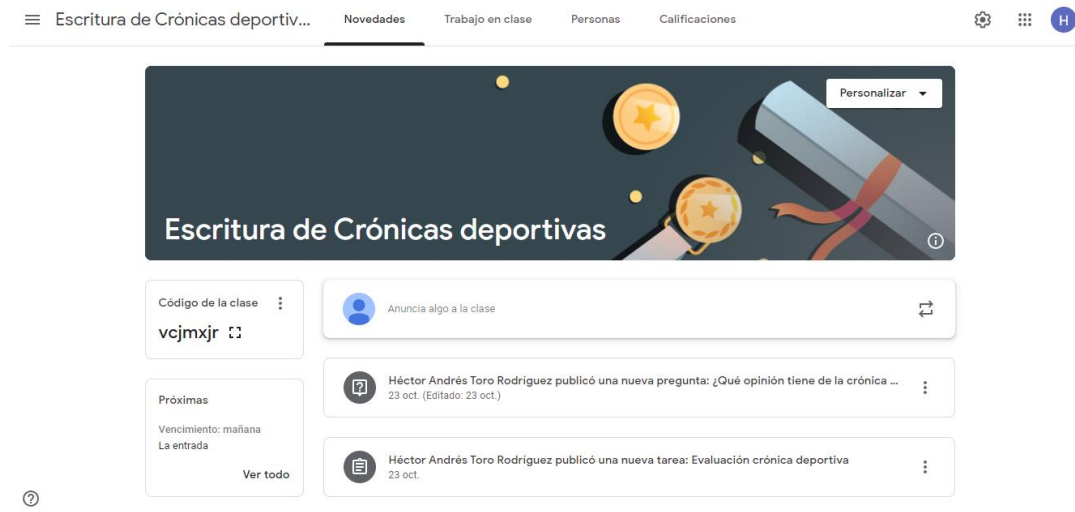 Escritura de Crónicas deportiv...
Novedades
Trabajo en clase
Personas
Calificaciones
H
Personalizar
Escritura de Crónicas deportivas
Código de la clase
vcjmxjr
Anuncia algo a la clase
Héctor Andrés Toro Rodríguez publicó una nueva pregunta: ¿Qué opinión tiene de la crónica ...
23 oct. (Editado: 23 oct.)
Próximas
Vencimiento: mañana
La entrada
Ver todo
Héctor Andrés Toro Rodríguez publicó una nueva tarea: Evaluación crónica deportiva
23 oct.